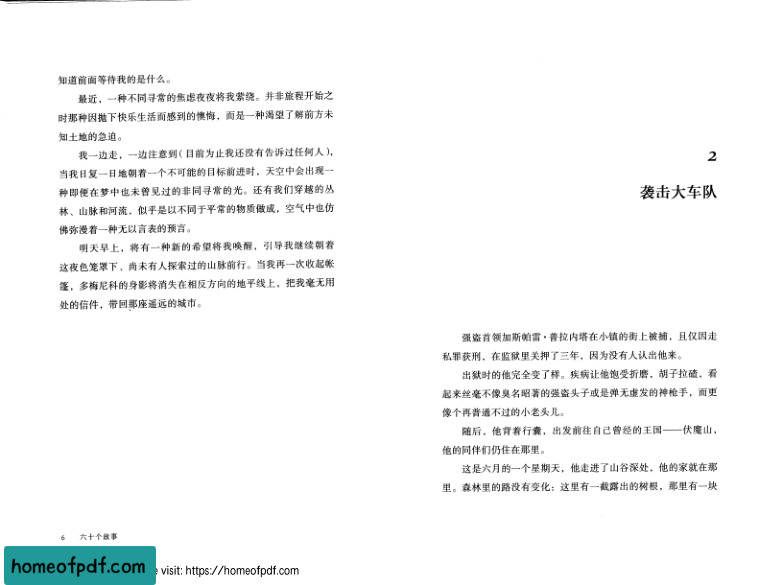 知道前面等待我的是什么。
最近，一种不同寻常的焦虑夜夜将我萦绕。并非旅程开始之
时那种因抛下快乐生活而感到的懊悔，而是一种渴望了解前方未
知土地的急迫。
我一边走，一边注意到（目前为止我还没有告诉过任何人），
当我日复一日地朝着一个不可能的目标前进时，天空中会出现一
种即便在梦中也未曾见过的非同寻常的光。还有我们穿越的丛
林、山脉和河流，似乎是以不同于平常的物质做成，空气中也仿
佛弥漫着一种无以言表的预言。
明天早上，将有一种新的希望将我唤醒，引导我继续朝着
这夜色笼罩下、尚未有人探索过的山脉前行。当我再一次收起帐
篷，多梅尼科的身影将消失在相反方向的地平线上，把我毫无用
处的信件，带回那座遥远的城市。
6 六十个故事
2
袭击大车队
强盗首领加斯帕雷·普拉内塔在小镇的街上被捕，且仅因走
私罪获刑，在监狱里关押了三年，因为没有人认出他来。
出狱时的他完全变了样。疾病让他饱受折磨，胡子拉碴，看
起来丝毫不像臭名昭著的强盗头子或是弹无虚发的神枪手，而更
像个再普通不过的小老头儿。
随后，他背着行囊，出发前往自己曾经的王国——伏魔山，
他的同伴们仍住在那里。
这是六月的一个星期天，他走进了山谷深处，他的家就在那
里。森林里的路没有变化：这里有一截露出的树根，那里有一块
homeofpdf.com
e visit: https://homeofpdf.com